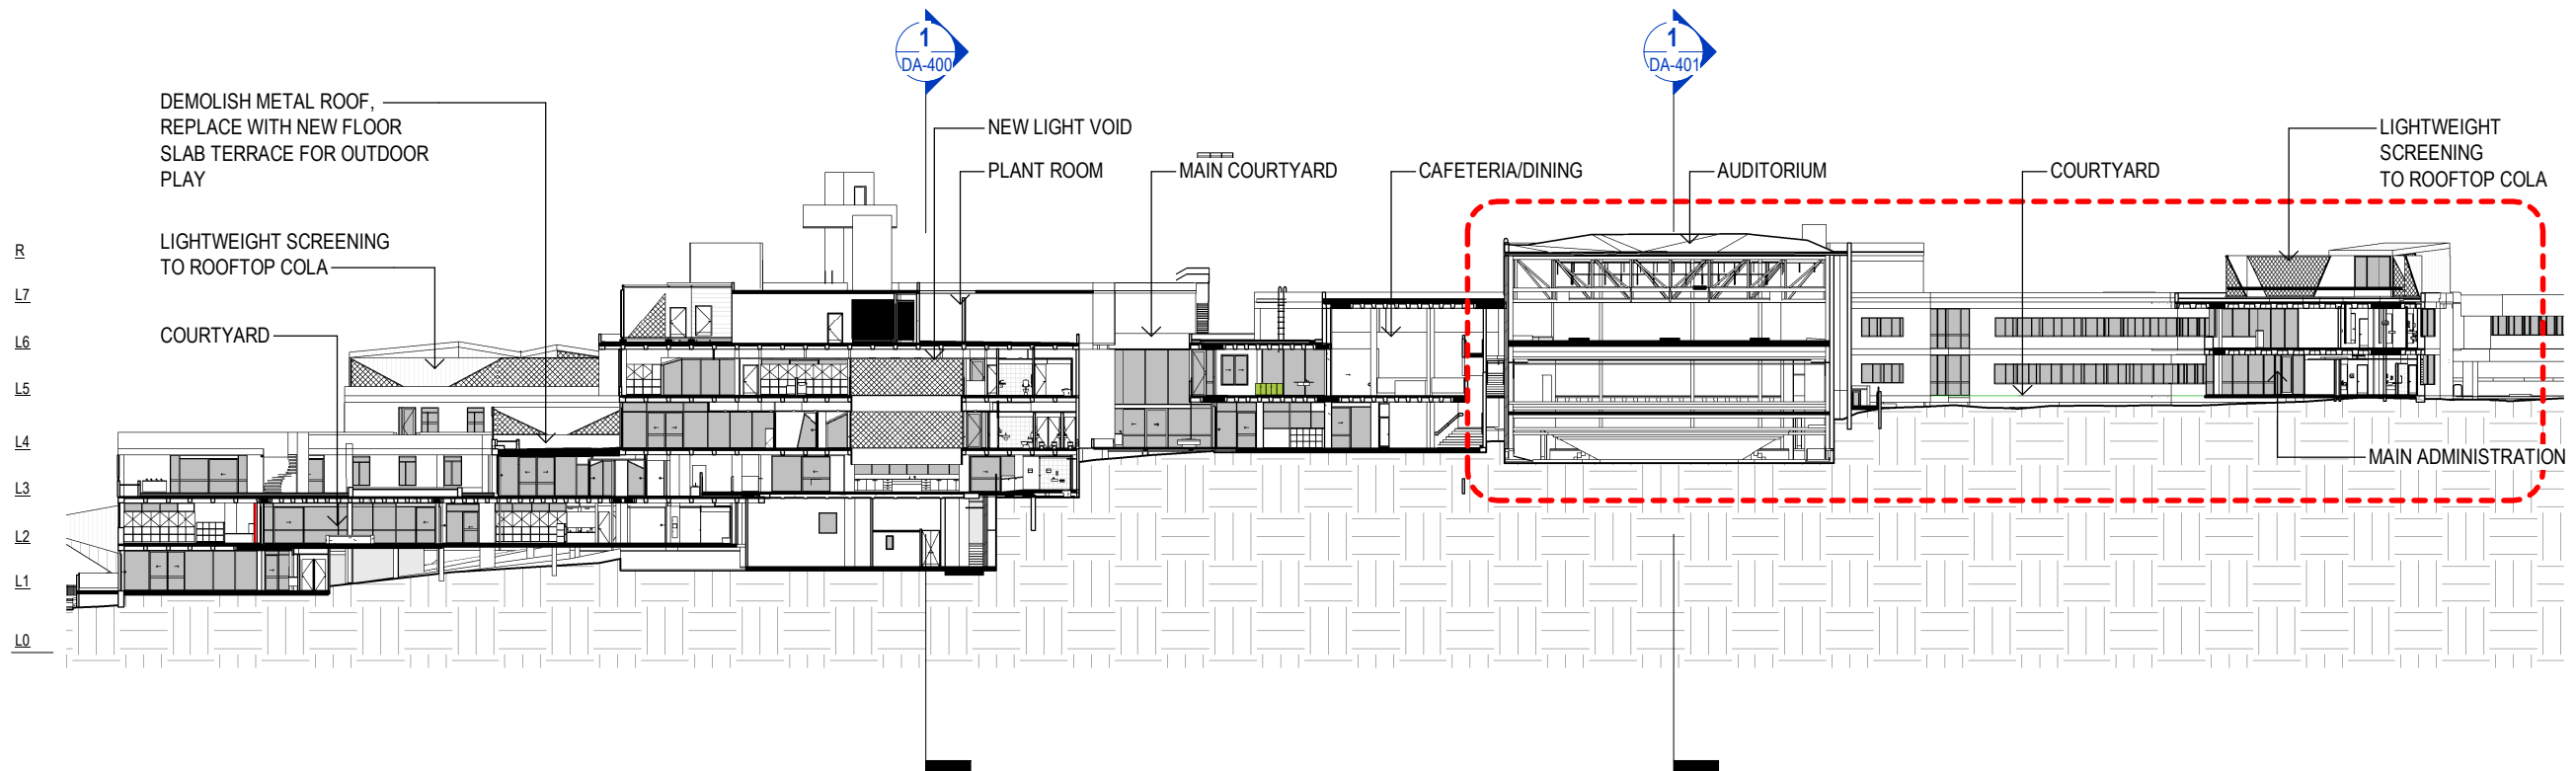 1
DA-400
1
DA-401
DEMOLISH METAL ROOF,
REPLACE WITH NEW FLOOR
SLAB TERRACE FOR OUTDOOR
PLAY
NEW LIGHT VOID
LIGHTWEIGHT
SCREENING
TO ROOFTOP COLA
PLANT ROOM
MAIN COURTYARD
CAFETERIA/DINING
AUDITORIUM
COURTYARD
LIGHTWEIGHT SCREENING
TO ROOFTOP COLA
COURTYARD
MAIN ADMINISTRATION
R
L7
L6
L5
L4
L3
L2
L1
L0